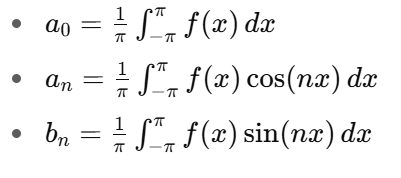 • a₀ = 1/π ∫_{-π}^{π} f(x) dx
• aₙ = 1/π ∫_{-π}^{π} f(x) cos(nx) dx
• bₙ = 1/π ∫_{-π}^{π} f(x) sin(nx) dx